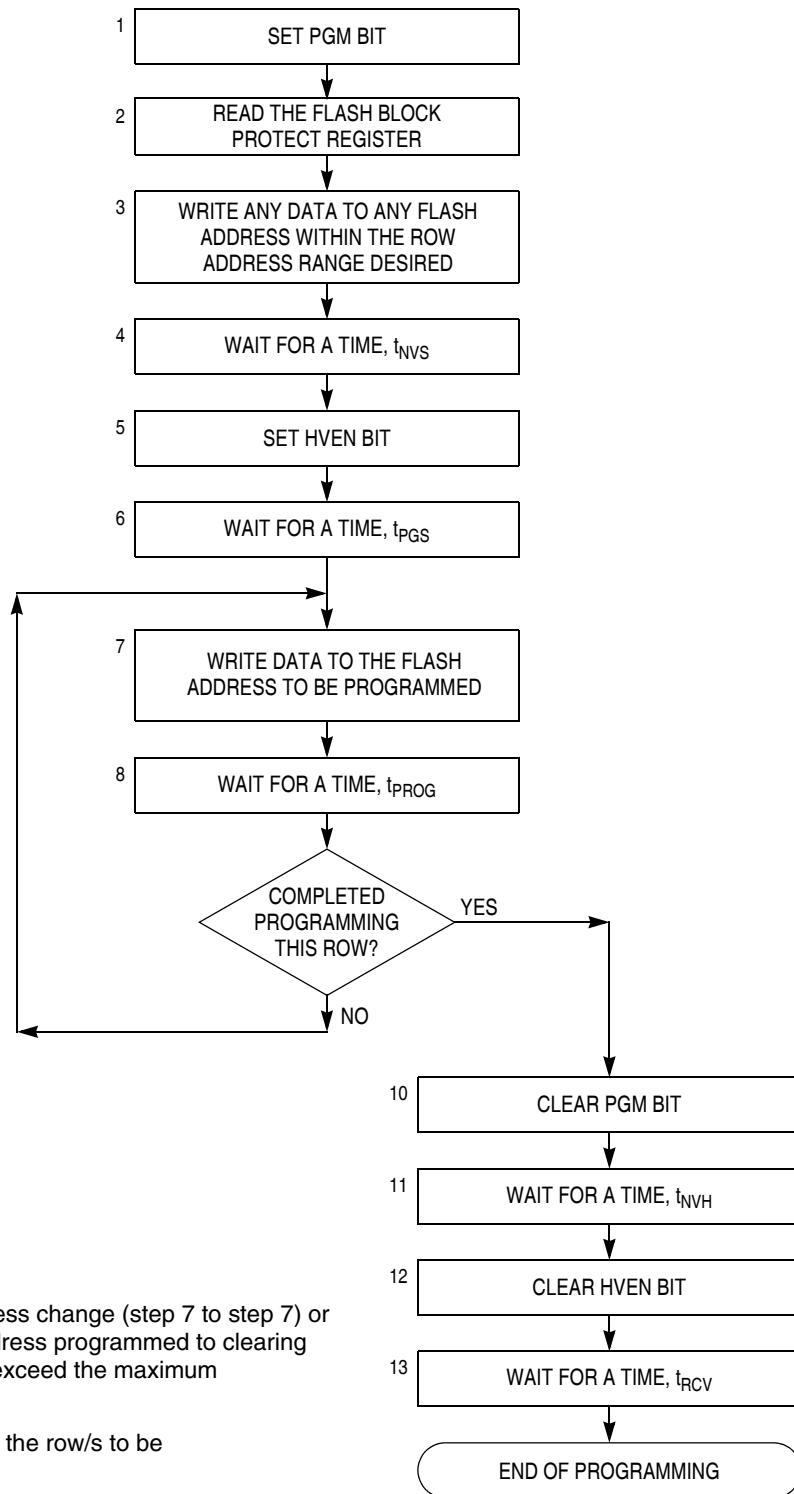 1
SET PGM BIT
2
READ THE FLASH BLOCK
PROTECT REGISTER
3
WRITE ANY DATA TO ANY FLASH
ADDRESS WITHIN THE ROW
ADDRESS RANGE DESIRED
4
WAIT FOR A TIME, tNVS
5
SET HVEN BIT
6
WAIT FOR A TIME, tPGS
7
WRITE DATA TO THE FLASH
ADDRESS TO BE PROGRAMMED
8
WAIT FOR A TIME, tPROG
COMPLETED
PROGRAMMING
THIS ROW?
YES
NO
10
CLEAR PGM BIT
11
WAIT FOR A TIME, tNVH
12
CLEAR HVEN BIT
13
WAIT FOR A TIME, tRCV
END OF PROGRAMMING
ess change (step 7 to step 7) or
dress programmed to clearing
exceed the maximum
the row/s to be